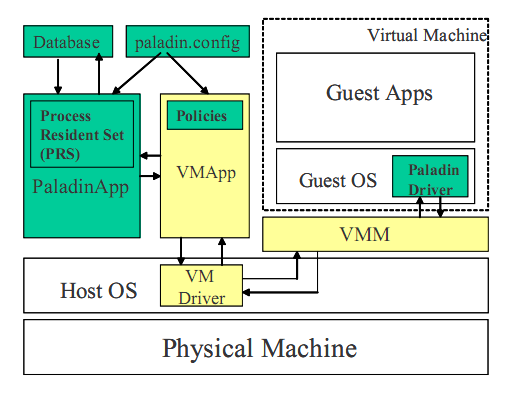 Database
paladin.config
Virtual Machine
Guest Apps
Process
Resident Set
(PRS)
PaladinApp
Policies
VMApp
Guest OS
Paladin
Driver
VMM
Host OS
VM
Driver
Physical Machine